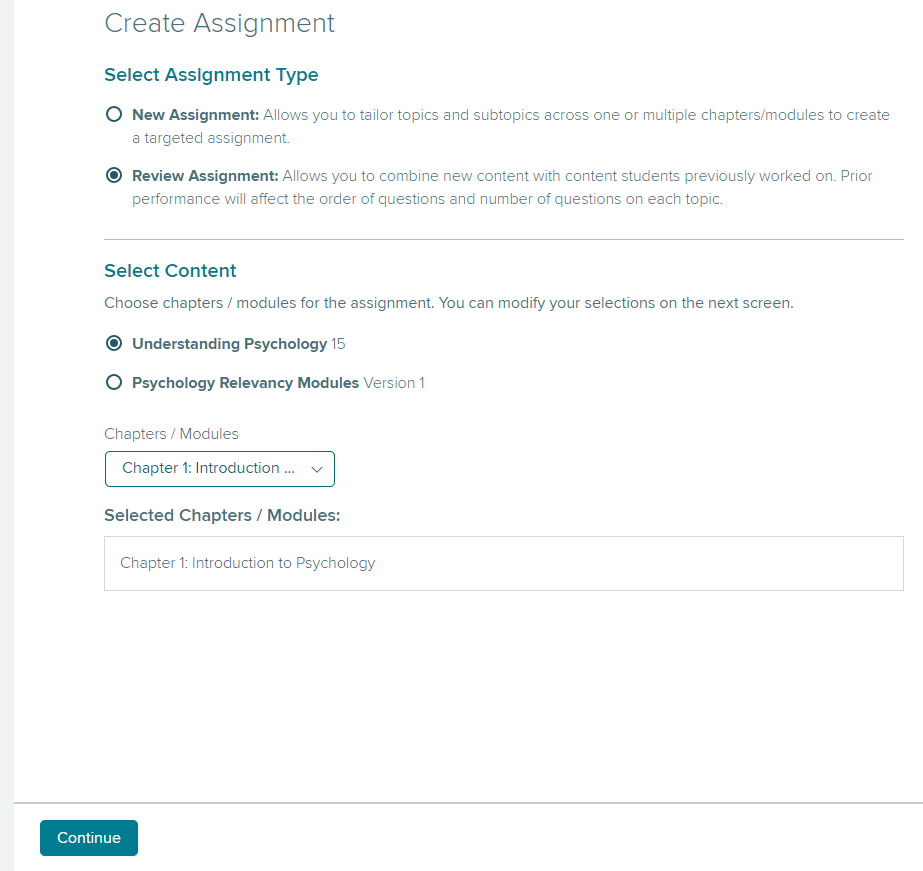 Create Assignment
Select Assignment Type
New Assignment: Allows you to tailor topics and subtopics across one or multiple chapters/modules to create
a targeted assignment.
Review Assignment: Allows you to combine new content with content students previously worked on. Prior
performance will affect the order of questions and number of questions on each topic.
Select Content
Choose chapters / modules for the assignment. You can modify your selections on the next screen.
Understanding Psychology 15
Psychology Relevancy Modules Version 1
Chapters / Modules
Chapter 1: Introduction ...
Selected Chapters / Modules:
Chapter 1: Introduction to Psychology
Continue